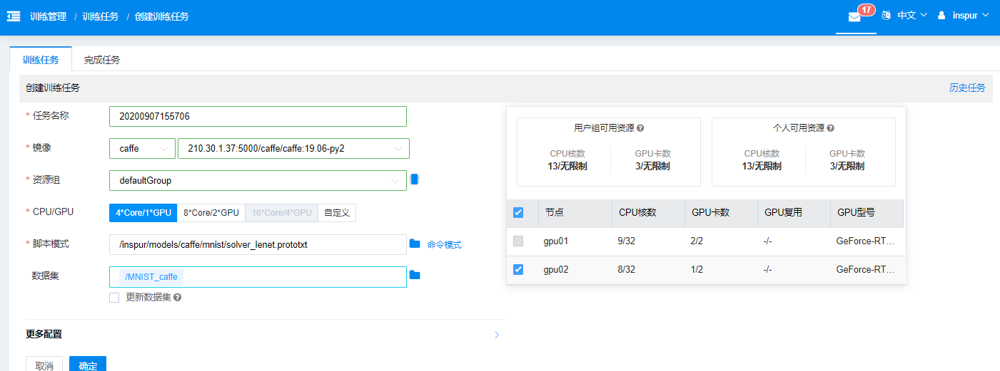 训练管理 / 训练任务 / 创建训练任务 17 中文 inspur
训练任务 完成任务
创建训练任务 历史任务
* 任务名称 20200907155706
* 镜像 caffe 210.30.1.37:5000/caffe/caffe:19.06-py2
* 资源组 defaultGroup
* CPU/GPU 4*Core/1*GPU 8*Core/2*GPU 16*Core/4*GPU 自定义
* 脚本模式 /inspur/models/caffe/mnist/solver_lenet.prototxt 命令模式
数据集 /MNIST_caffe
更新数据集
更多配置
取消 确定
用户组可用资源 个人可用资源
CPU核数 GPU卡数 CPU核数 GPU卡数
13/无限制 3/无限制 13/无限制 3/无限制
节点 CPU核数 GPU卡数 GPU复用 GPU型号
gpu01 9/32 2/2 -/- GeForce-RT...
gpu02 8/32 1/2 -/- GeForce-RT...